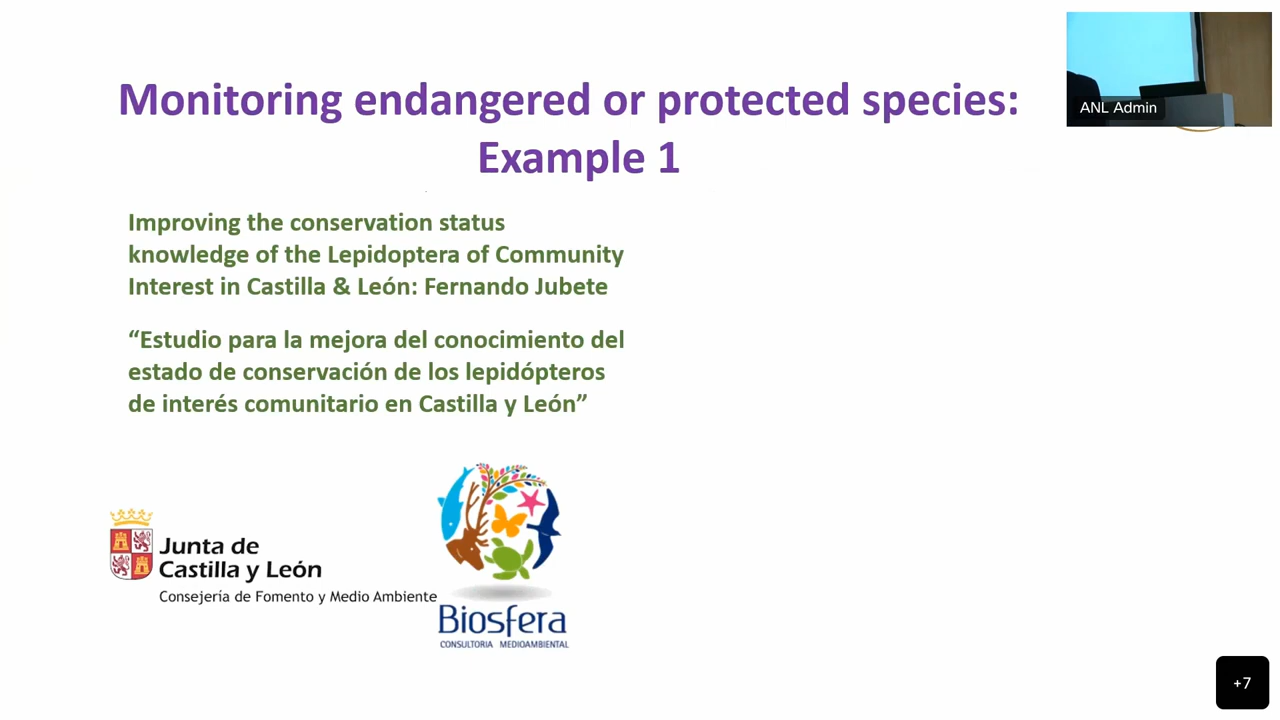 Monitoring endangered or protected species:
Example 1
ANL Admin
Improving the conservation status
knowledge of the Lepidoptera of Community
Interest in Castilla & León: Fernando Jubete
“Estudio para la mejora del conocimiento del
estado de conservación de los lepidópteros
de interés comunitario en Castilla y León”
Junta de
Castilla y León
Consejería de Fomento y Medio Ambiente
Biosfera
CONSULTORIA MEDIOAMBIENTAL
+7